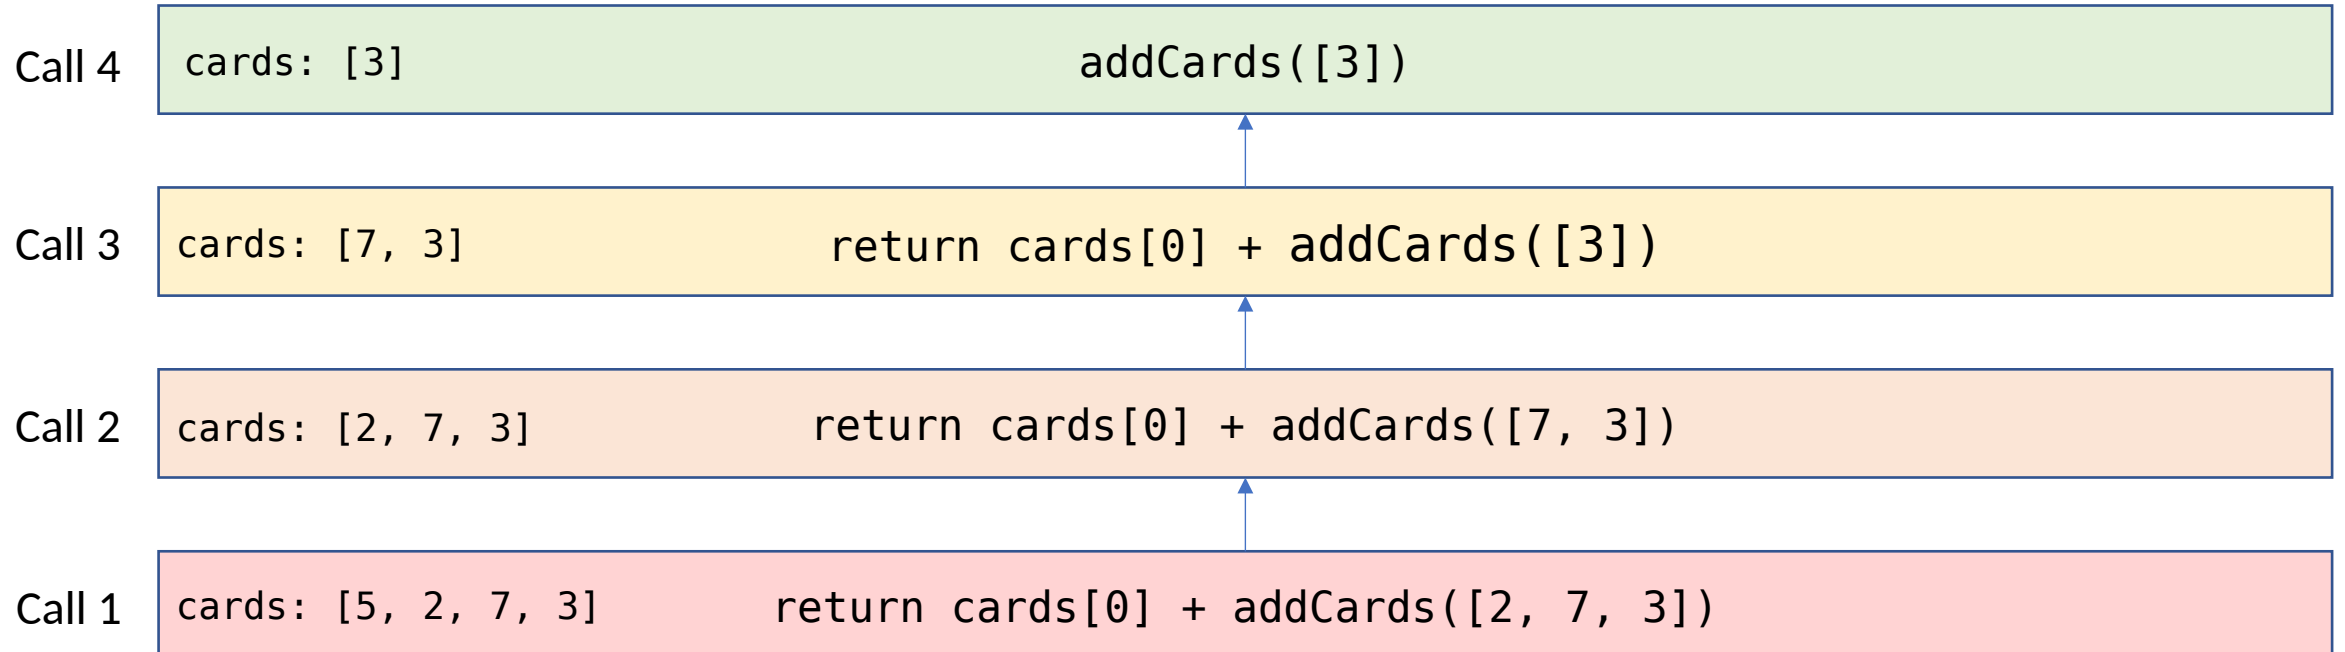 Call 4 cards: [3] addCards([3])
Call 3 cards: [7, 3] return cards[0] + addCards([3])
Call 2 cards: [2, 7, 3] return cards[0] + addCards([7, 3])
Call 1 cards: [5, 2, 7, 3] return cards[0] + addCards([2, 7, 3])